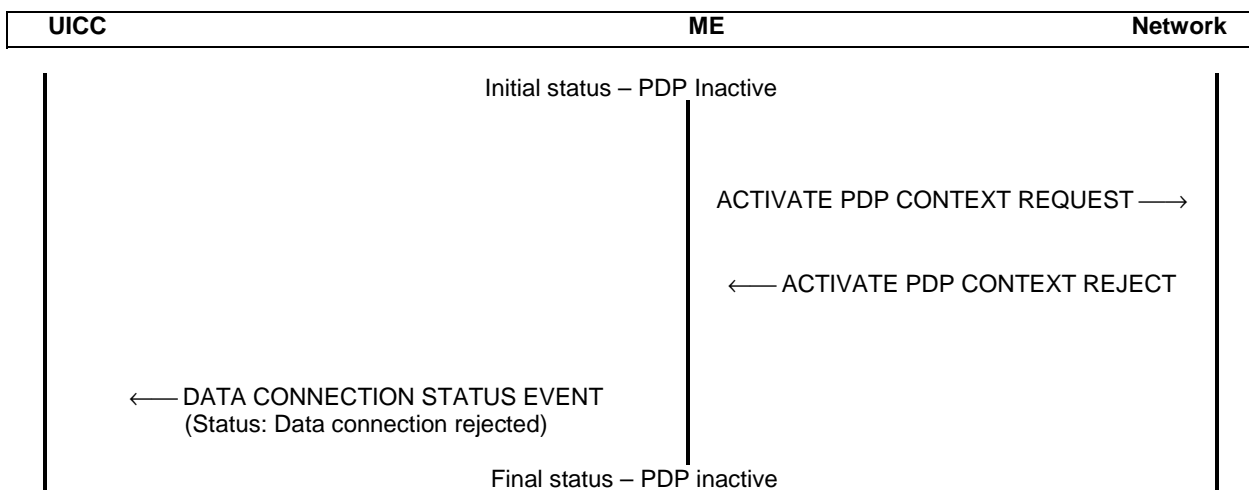 UICC ME Network
Initial status – PDP Inactive
ACTIVATE PDP CONTEXT REQUEST →
← ACTIVATE PDP CONTEXT REJECT
← DATA CONNECTION STATUS EVENT
(Status: Data connection rejected)
Final status – PDP inactive